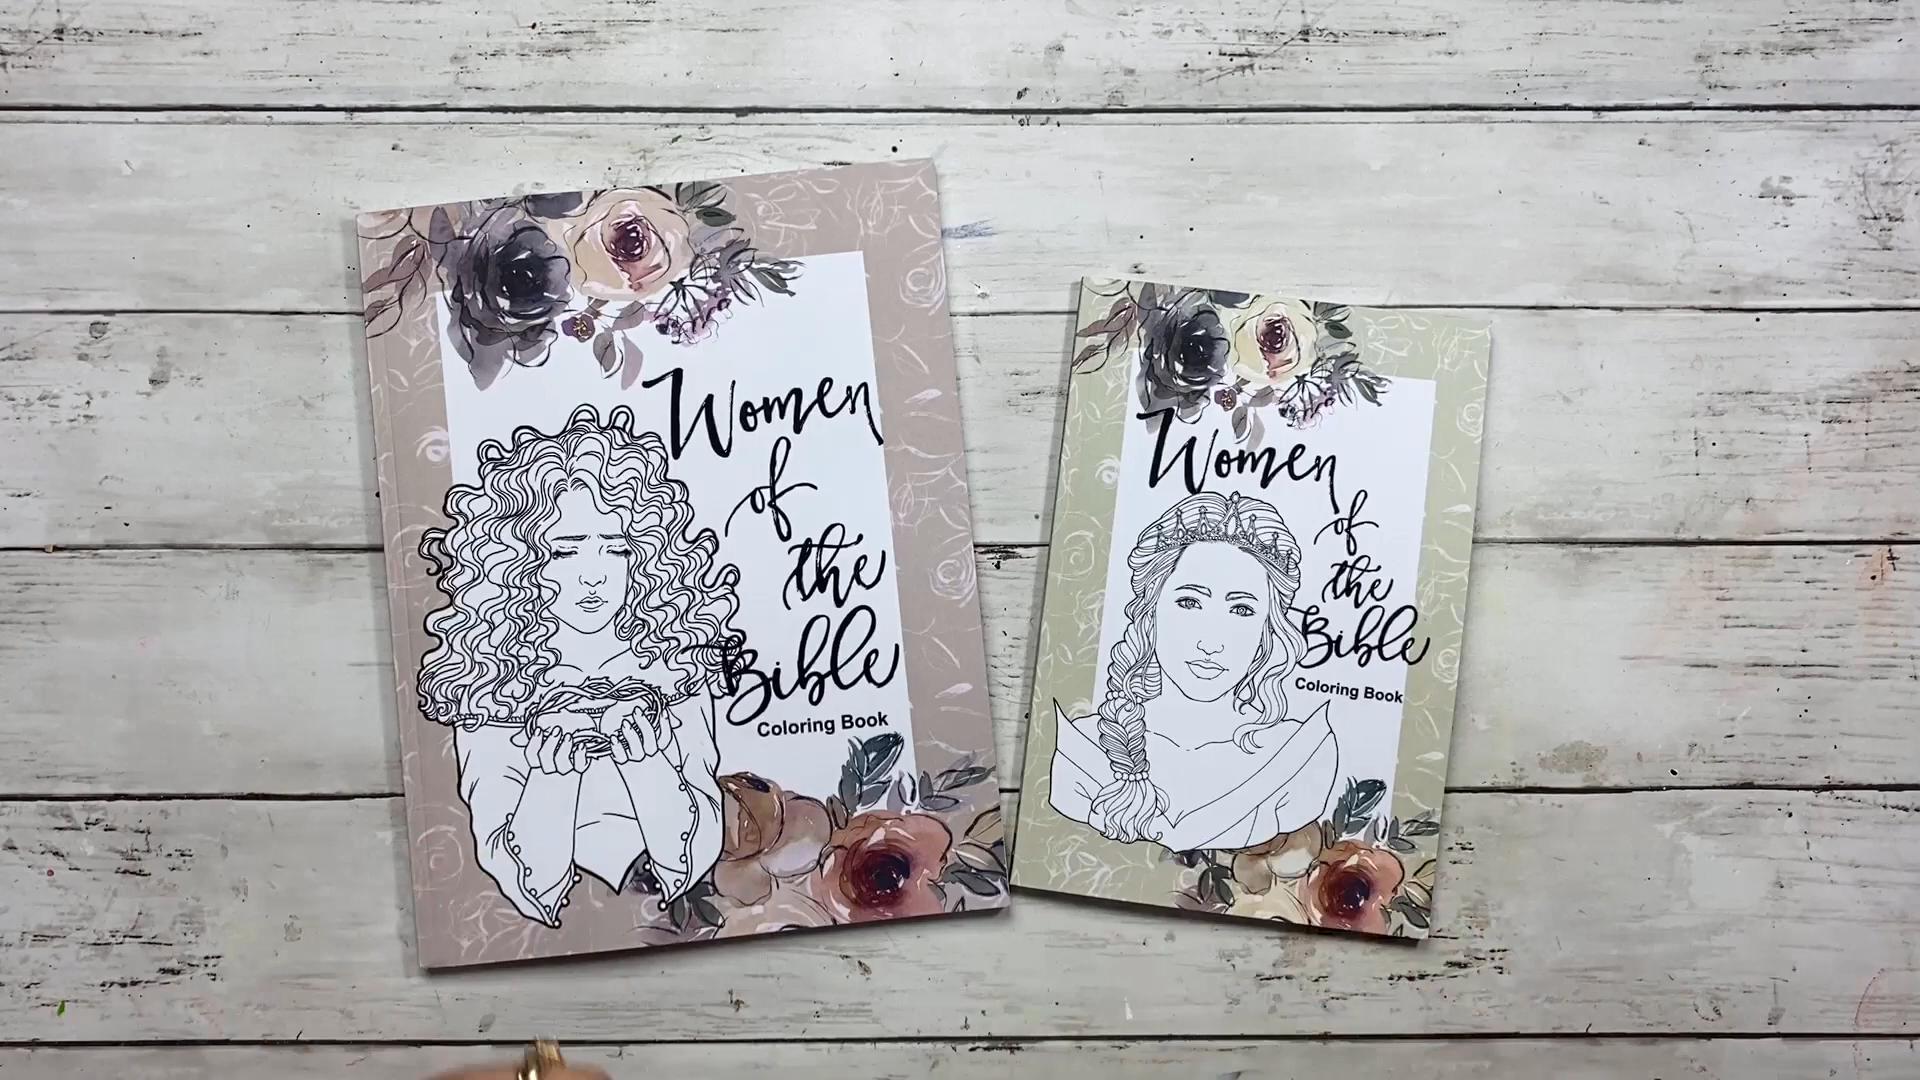 Women
of
the
Bible
Coloring Book
Women
of
the
Bible
Coloring Book